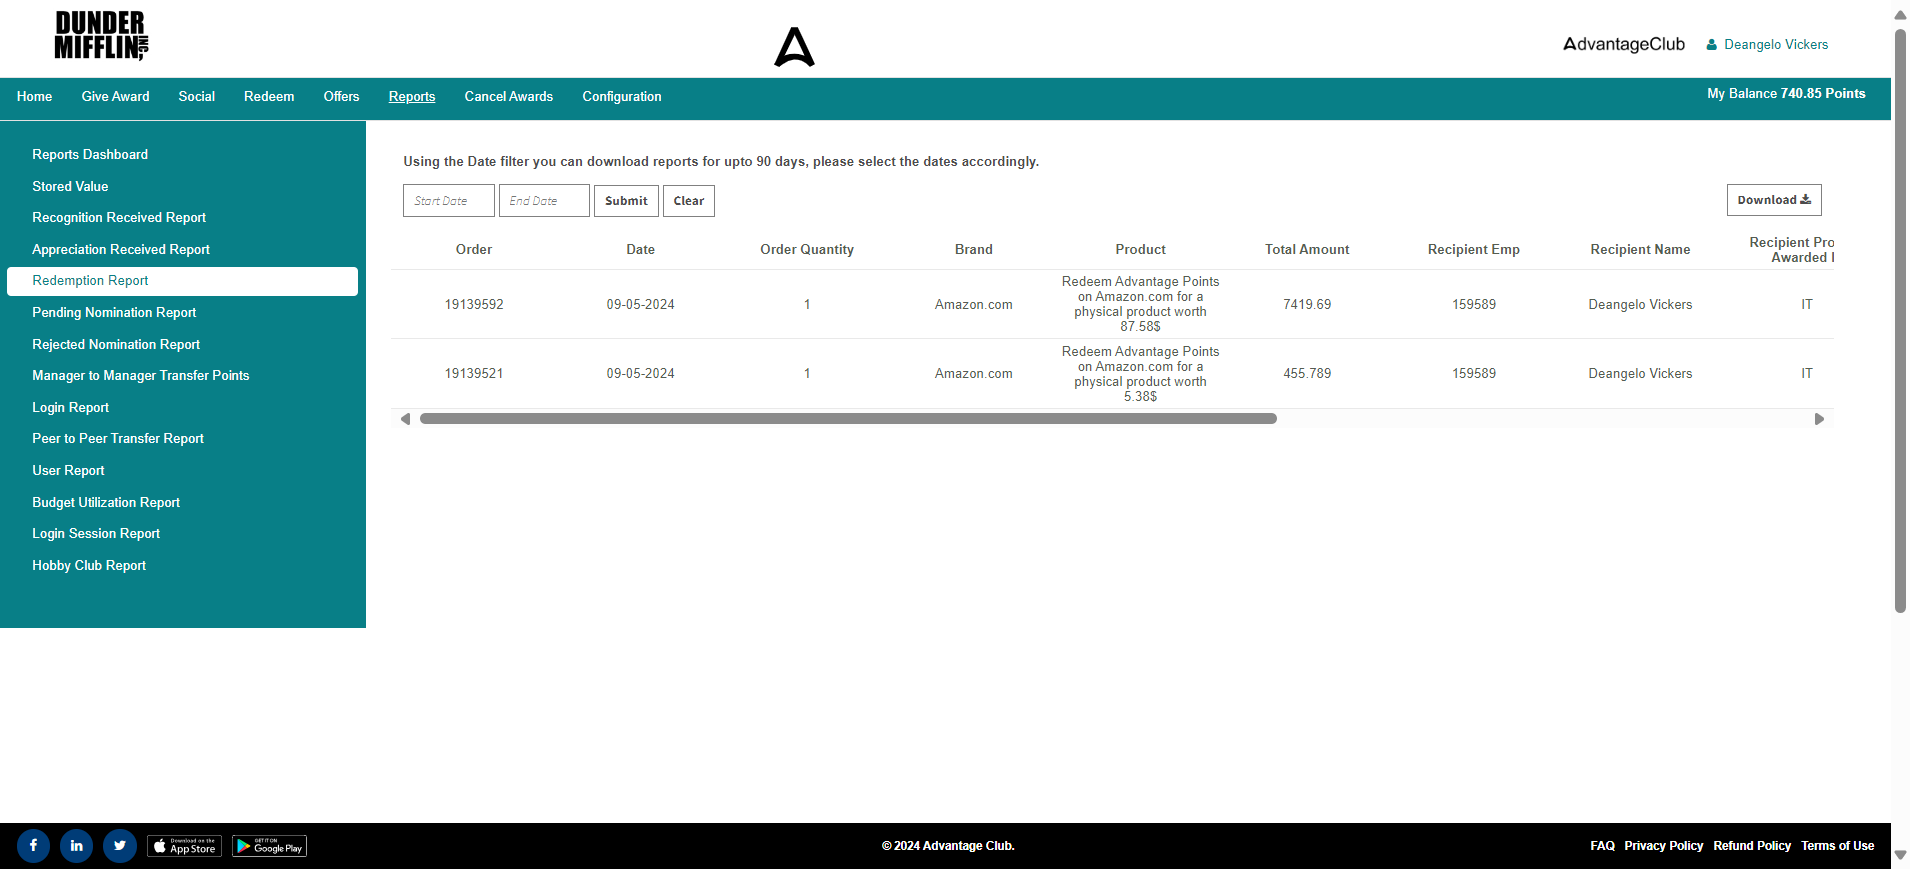 DUNDER
MIFFLIN INC,
AdvantageClub
Deangelo Vickers
Home Give Award Social Redeem Offers Reports Cancel Awards Configuration
My Balance 740.85 Points
Reports Dashboard
Stored Value
Recognition Received Report
Appreciation Received Report
Redemption Report
Pending Nomination Report
Rejected Nomination Report
Manager to Manager Transfer Points
Login Report
Peer to Peer Transfer Report
User Report
Budget Utilization Report
Login Session Report
Hobby Club Report
Using the Date filter you can download reports for upto 90 days, please select the dates accordingly.
Start Date End Date Submit Clear Download
Order Date Order Quantity Brand Product Total Amount Recipient Emp Recipient Name Recipient Pro
Awarded
19139592 09-05-2024 1 Amazon.com Redeem Advantage Points
on Amazon.com for a
physical product worth
87.58$ 7419.69 159589 Deangelo Vickers IT
19139521 09-05-2024 1 Amazon.com Redeem Advantage Points
on Amazon.com for a
physical product worth
5.38$ 455.789 159589 Deangelo Vickers IT
f in
Download on the
App Store
GET IT ON
Google Play
© 2024 Advantage Club.
FAQ Privacy Policy Refund Policy Terms of Use